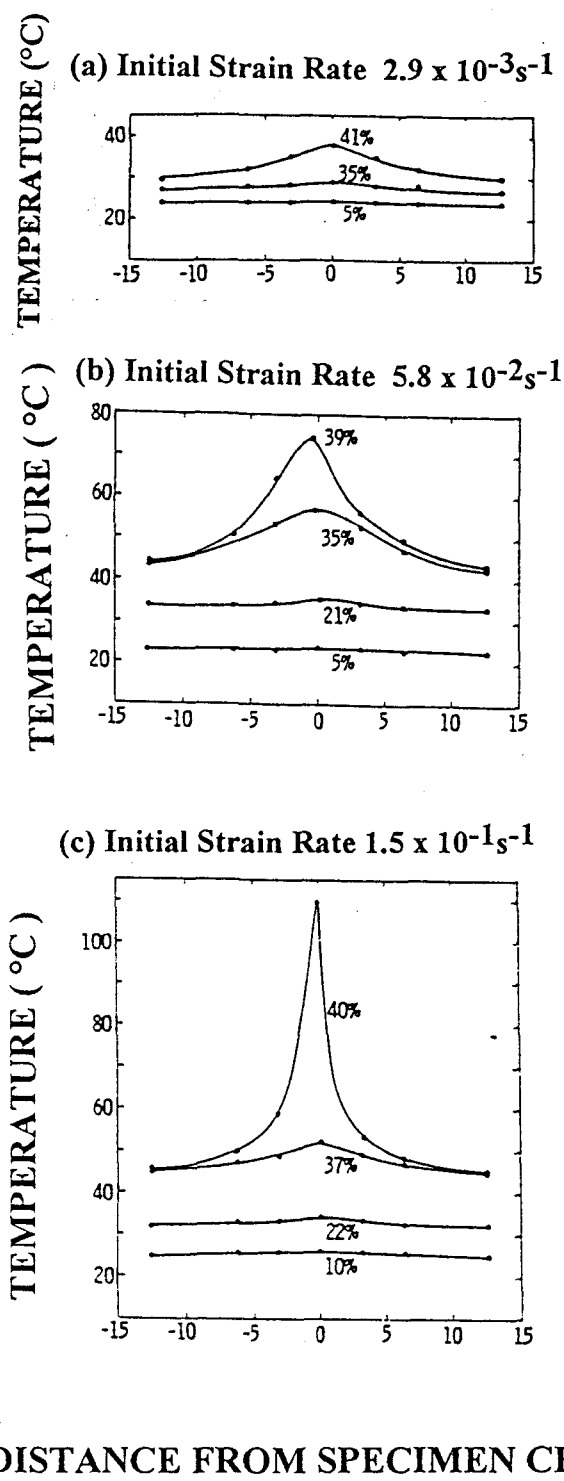 (a) Initial Strain Rate 2.9 x 10-3s-1
TEMPERATURE (°C)
40
20
41%
35%
5%
-15 -10 -5 0 5 10 15
(b) Initial Strain Rate 5.8 x 10-2s-1
TEMPERATURE ( °C )
80
60
40
20
39%
35%
21%
5%
-15 -10 -5 0 5 10 15
(c) Initial Strain Rate 1.5 x 10-1s-1
TEMPERATURE ( °C )
100
80
60
40
20
40%
37%
22%
10%
-15 -10 -5 0 5 10 15
DISTANCE FROM SPECIMEN